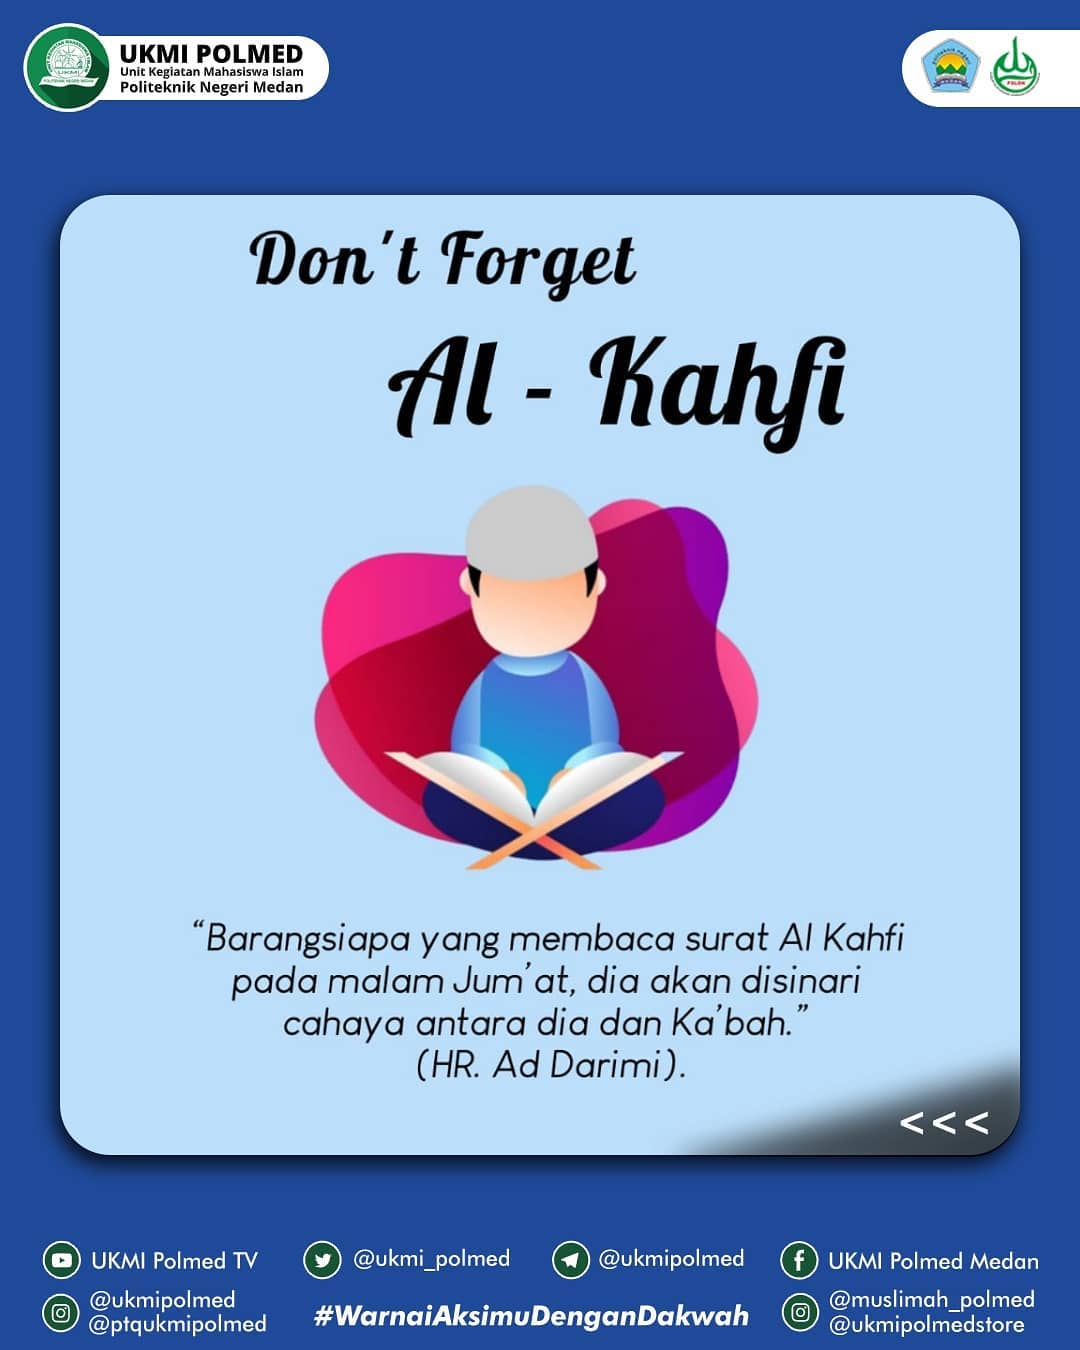 UKMI POLMED
Unit Kegiatan Mahasiswa Islam
Politeknik Negeri Medan
Don't Forget
Al - Kahfi
“Barangsiapa yang membaca surat Al Kahfi
pada malam Jum’at, dia akan disinari
cahaya antara dia dan Ka’bah.”
(HR. Ad Darimi).
<<<
UKMI Polmed TV
@ukmi_polmed
@ukmipolmed
UKMI Polmed Medan
@ukmipolmed
@ptqukmipolmed
#WarnaiAksimuDenganDakwah
@muslimah_polmed
@ukmipolmedstore